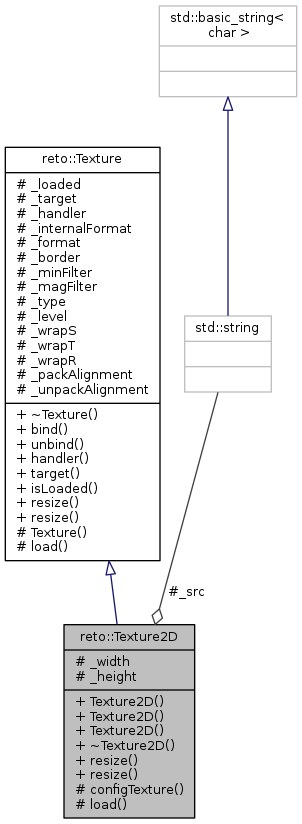 std::basic_string<
char >
reto::Texture
# _loaded
# _target
# _handler
# _internalFormat
# _format
# _border
# _minFilter
# _magFilter
# _type
# _level
# _wrapS
# _wrapT
# _wrapR
# _packAlignment
# _unpackAlignment
+ ~Texture()
+ bind()
+ unbind()
+ handler()
+ target()
+ isLoaded()
+ resize()
+ resize()
# Texture()
# load()
std::string
#_src
reto::Texture2D
# _width
# _height
+ Texture2D()
+ Texture2D()
+ Texture2D()
+ ~Texture2D()
+ resize()
+ resize()
# configTexture()
# load()